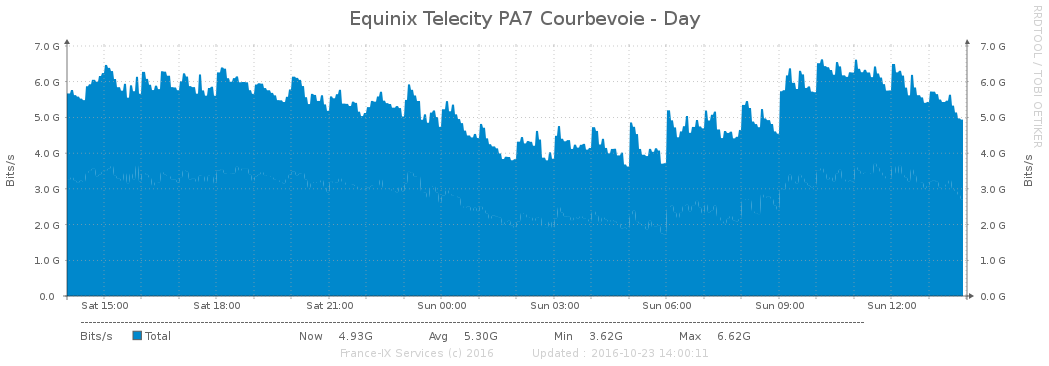 Equinix Telecity PA7 Courbevoie - Day
RRDTOOL / TOBI OETIKER
Bits/s
7.0 G
6.0 G
5.0 G
4.0 G
3.0 G
2.0 G
1.0 G
0.0
7.0 G
6.0 G
5.0 G
4.0 G
3.0 G
2.0 G
1.0 G
0.0 G
Bits/s
Sat 15:00 Sat 18:00 Sat 21:00 Sun 00:00 Sun 03:00 Sun 06:00 Sun 09:00 Sun 12:00
Bits/s Total Now 4.93G Avg 5.30G Min 3.62G Max 6.62G
France-IX Services (c) 2016 Updated : 2016-10-23 14:00:11